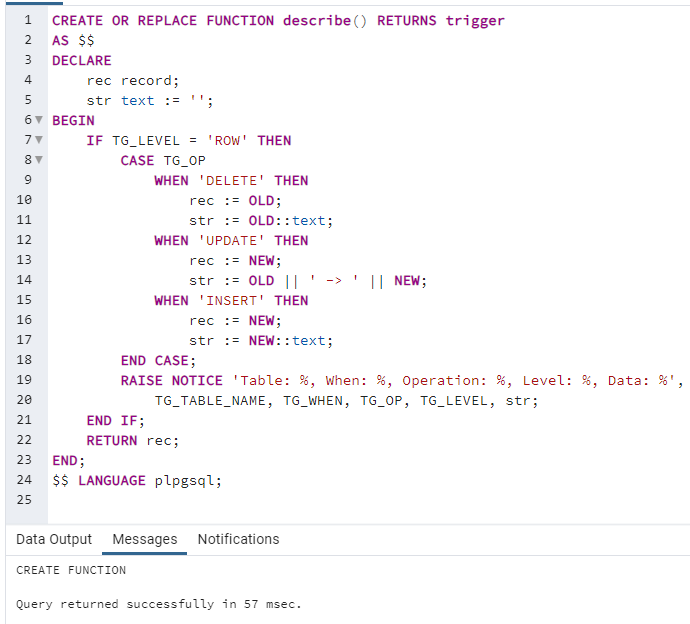 1 CREATE OR REPLACE FUNCTION describe() RETURNS trigger
2 AS $$
3 DECLARE
4     rec record;
5     str text := '';
6 BEGIN
7     IF TG_LEVEL = 'ROW' THEN
8         CASE TG_OP
9             WHEN 'DELETE' THEN
10                 rec := OLD;
11                 str := OLD::text;
12             WHEN 'UPDATE' THEN
13                 rec := NEW;
14                 str := OLD || ' -> ' || NEW;
15             WHEN 'INSERT' THEN
16                 rec := NEW;
17                 str := NEW::text;
18         END CASE;
19         RAISE NOTICE 'Table: %, When: %, Operation: %, Level: %, Data: %',
20             TG_TABLE_NAME, TG_WHEN, TG_OP, TG_LEVEL, str;
21     END IF;
22     RETURN rec;
23 END;
24 $$ LANGUAGE plpgsql;
25
Data Output Messages Notifications
CREATE FUNCTION
Query returned successfully in 57 msec.